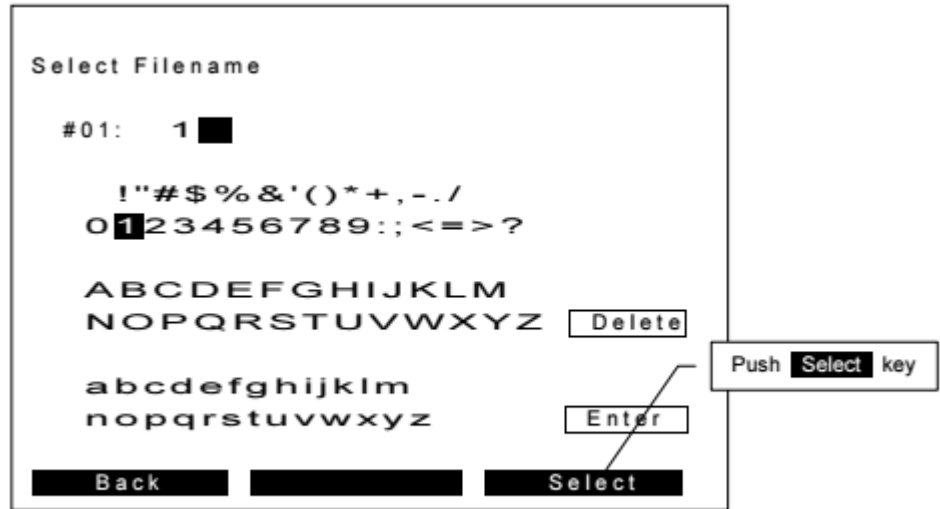 Select Filename
#01: 1
!"#$%&'()*+,-./
0123456789:;<=>?
ABCDEFGHIJKLM
NOPQRSTUVWXYZ Delete
Push Select key
abcdefghijklm
nopqrstuvwxyz Enter
Back Select